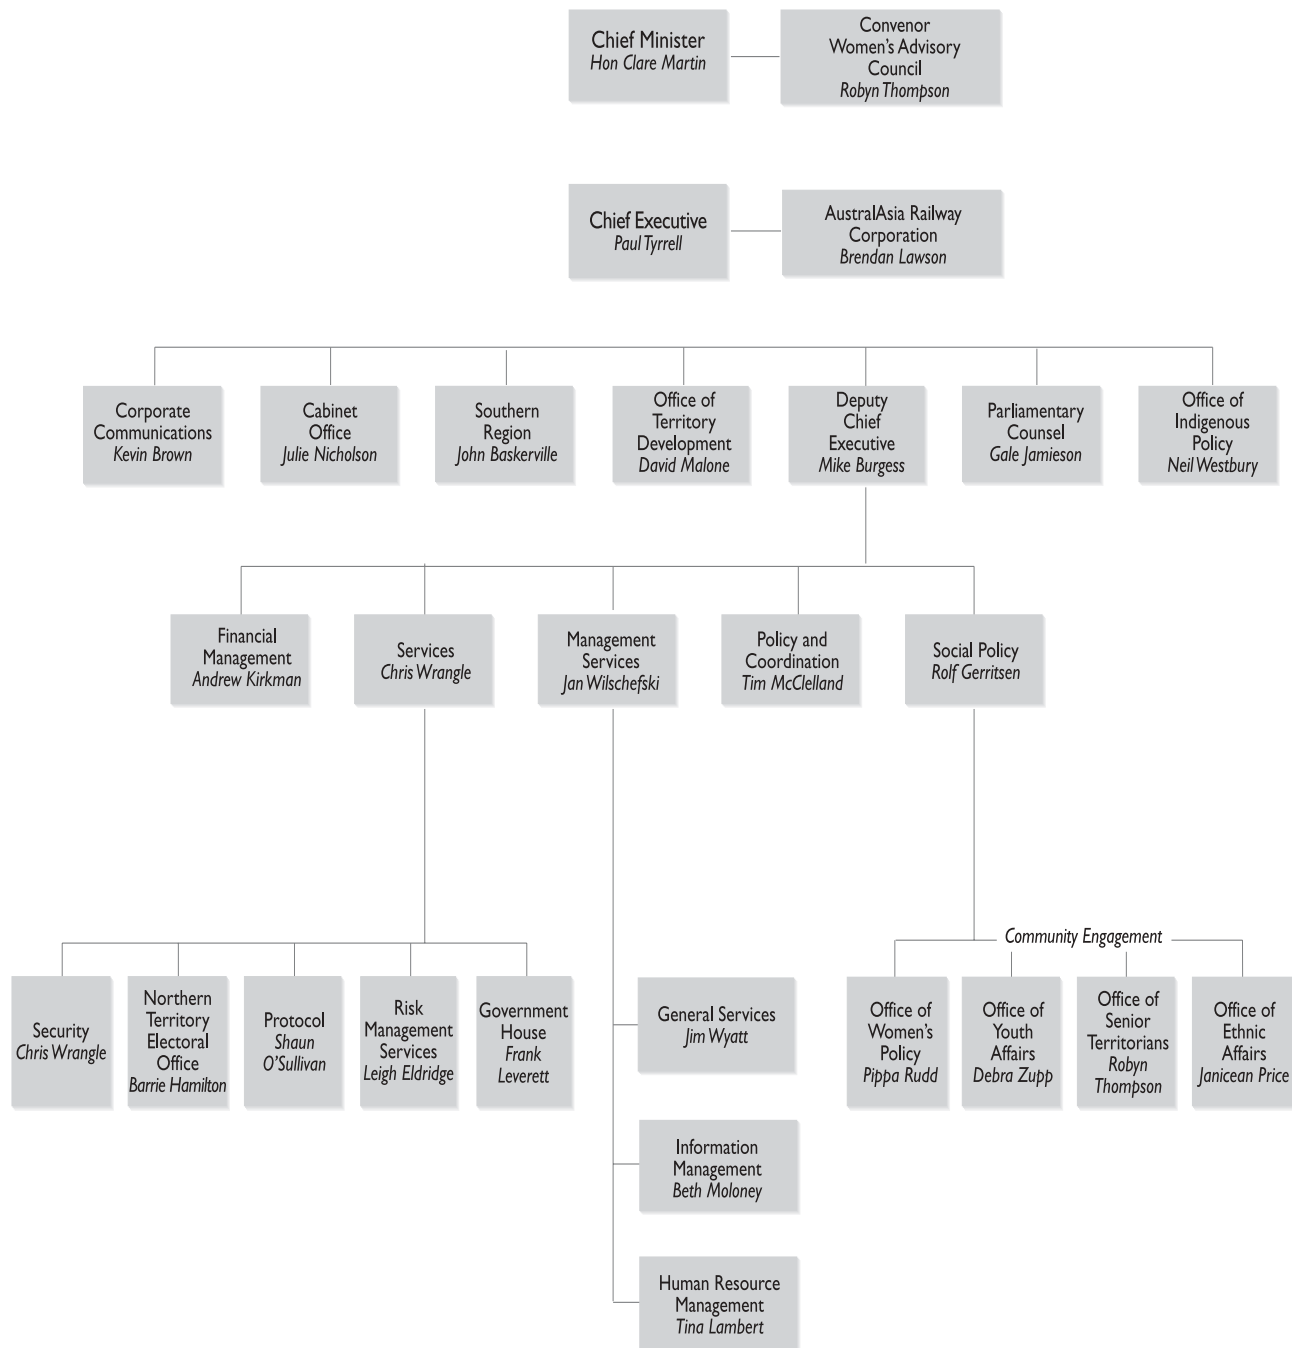 Chief Minister
Hon Clare Martin
Convenor
Women's Advisory
Council
Robyn Thompson
Chief Executive
Paul Tyrrell
AustralAsia Railway
Corporation
Brendan Lawson
Corporate
Communications
Kevin Brown
Cabinet
Office
Julie Nicholson
Southern
Region
John Baskerville
Office of
Territory
Development
David Malone
Deputy
Chief
Executive
Mike Burgess
Parliamentary
Counsel
Gale Jamieson
Office of
Indigenous
Policy
Neil Westbury
Financial
Management
Andrew Kirkman
Services
Chris Wrangle
Management
Services
Jan Wilschefski
Policy and
Coordination
Tim McClelland
Social Policy
Rolf Gerritsen
Security
Chris Wrangle
Northern
Territory
Electoral
Office
Barrie Hamilton
Protocol
Shaun
O'Sullivan
Risk
Management
Services
Leigh Eldridge
Government
House
Frank
Leverett
General Services
Jim Wyatt
Information
Management
Beth Moloney
Human Resource
Management
Tina Lambert
Community Engagement
Office of
Women's
Policy
Pippa Rudd
Office of
Youth
Affairs
Debra Zupp
Office of
Senior
Territorians
Robyn
Thompson
Office of
Ethnic
Affairs
Janicean Price